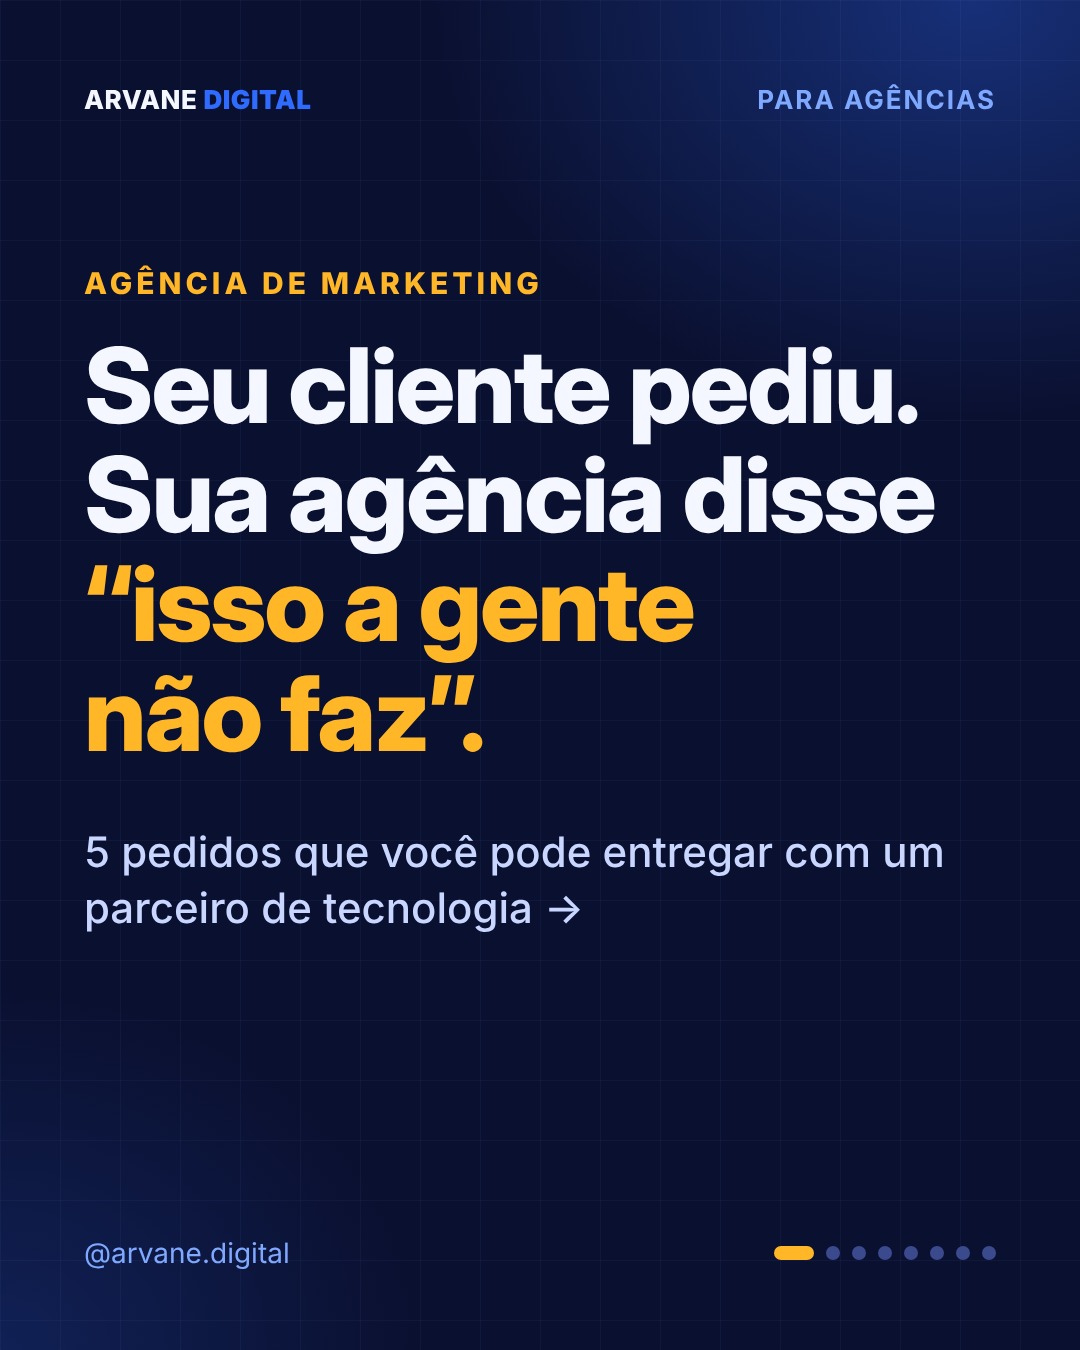 ARVANE DIGITAL
PARA AGÊNCIAS
AGÊNCIA DE MARKETING
Seu cliente pediu.
Sua agência disse
“isso a gente
não faz”.
5 pedidos que você pode entregar com um
parceiro de tecnologia →
@arvane.digital